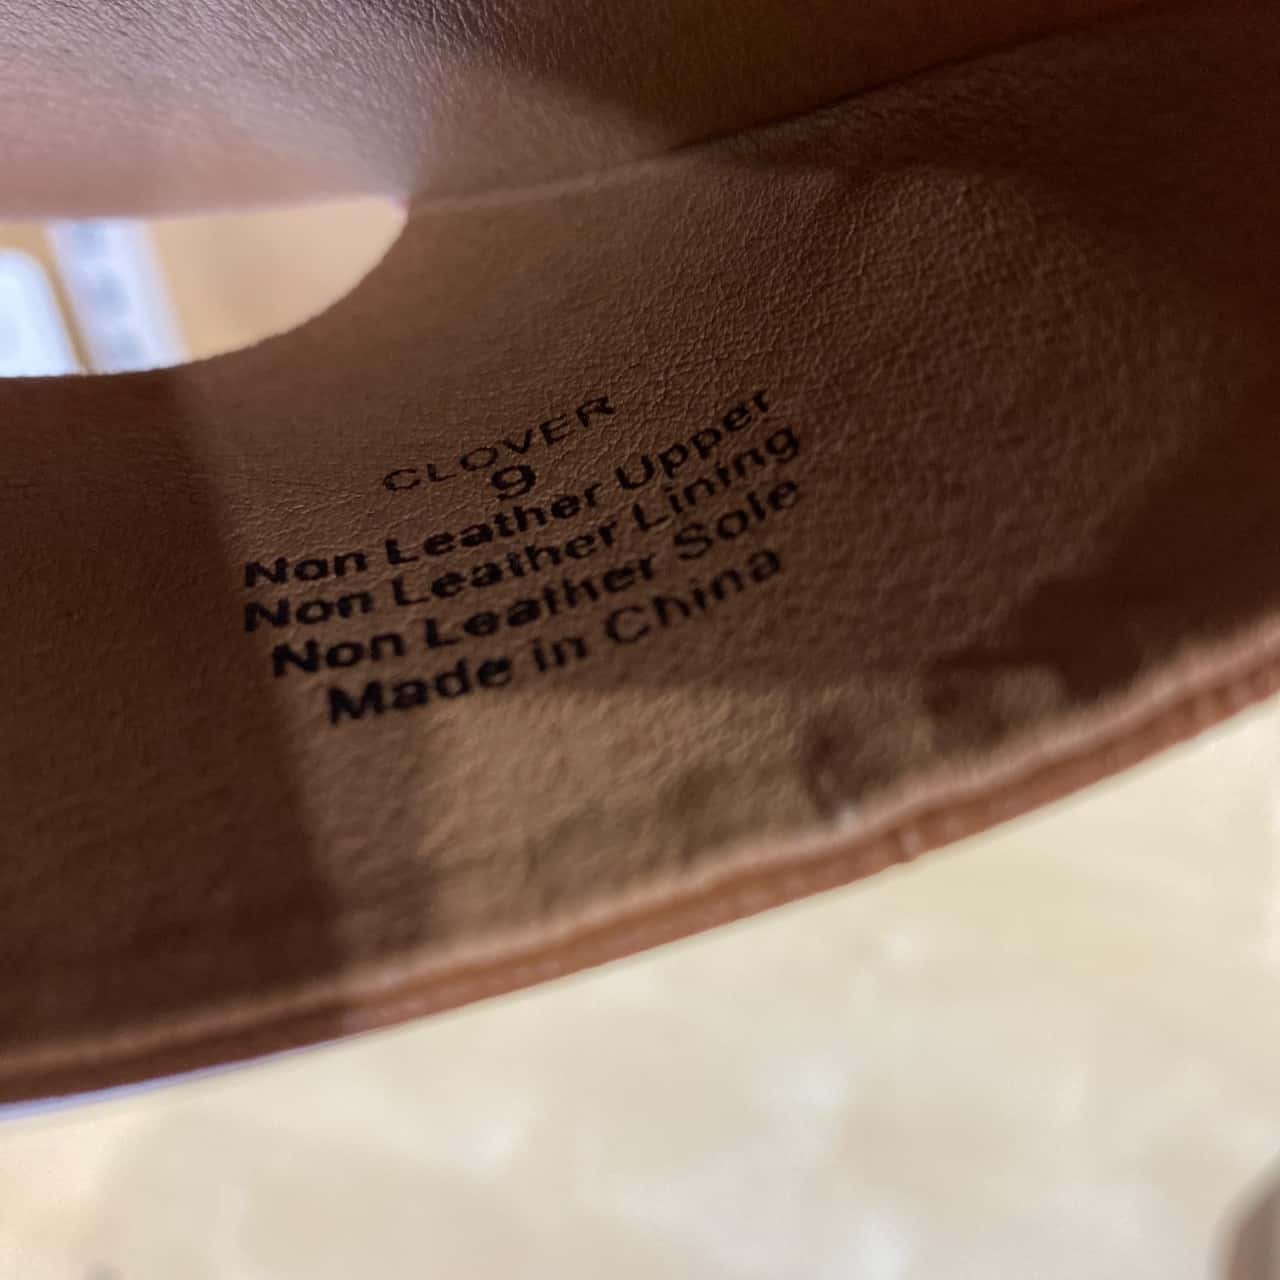 CLOVER
9
Non Leather Upper
Non Leather Lining
Non Leather Sole
Made in China